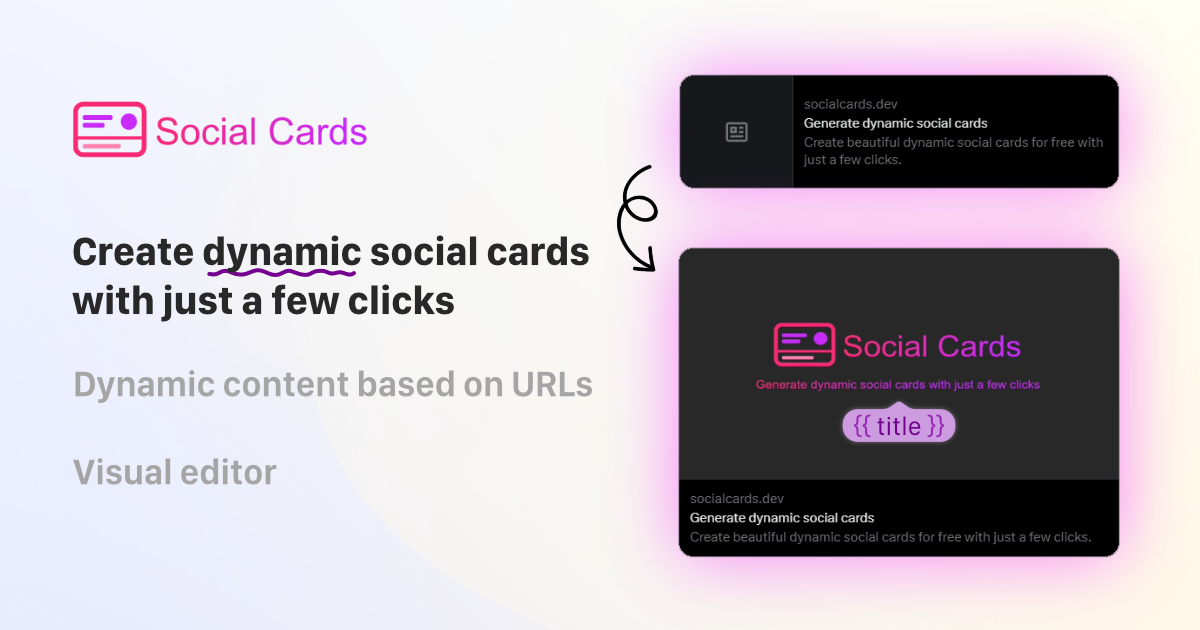 Social Cards
Create dynamic social cards
with just a few clicks
Dynamic content based on URLs
Visual editor
socialcards.dev
Generate dynamic social cards
Create beautiful dynamic social cards for free with
just a few clicks.
Social Cards
Generate dynamic social cards with just a few clicks
{{ title }}
socialcards.dev
Generate dynamic social cards
Create beautiful dynamic social cards for free with just a few clicks.